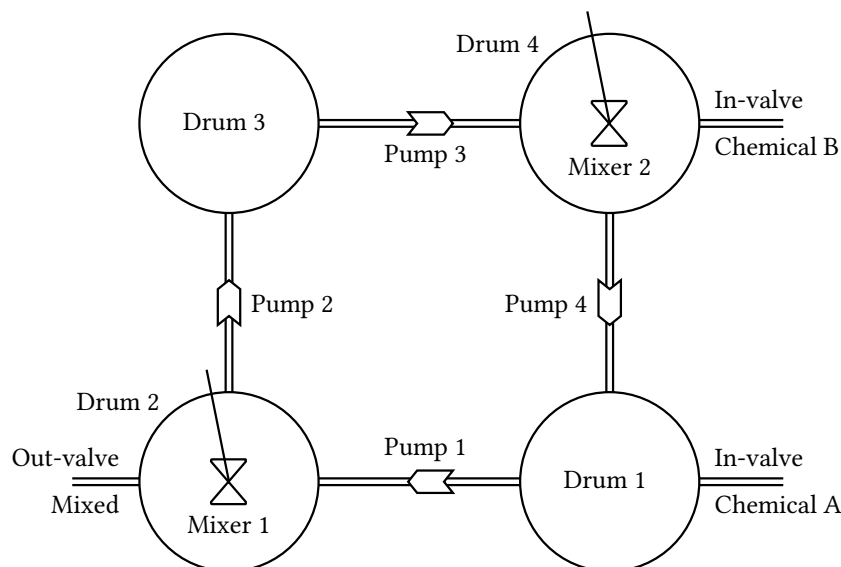 Drum 4
In-valve
Drum 3
Pump 3
Mixer 2
Chemical B
Pump 2
Pump 4
Drum 2
Out-valve
Pump 1
In-valve
Drum 1
Mixed
Mixer 1
Chemical A